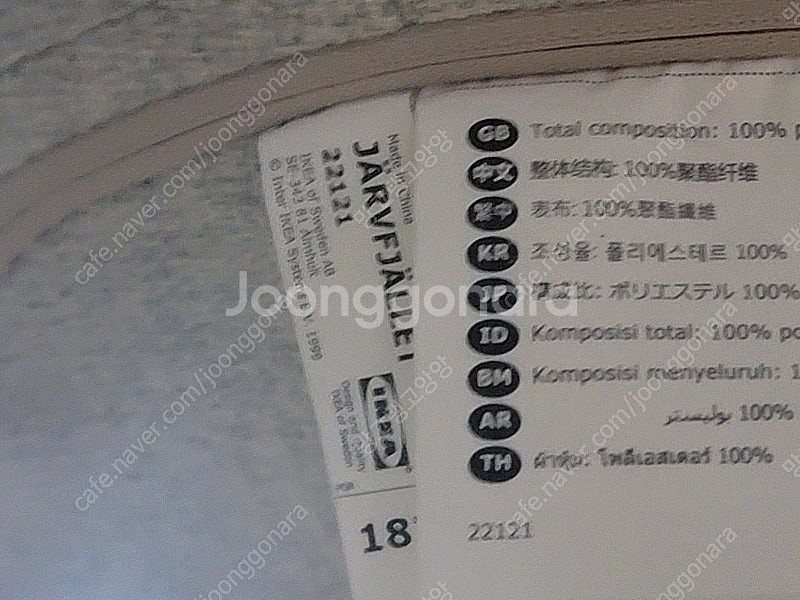 Made in China
JÄRVFJÄLLET
22121
IKEA of Sweden AB
SE-343 81 Älmhult
© Inter IKEA Systems B.V. 1999
IKEA
Design and Quality
IKEA of Sweden
18
GB Total composition: 100%
中文 整体结构: 100%聚酯纤维
繁中 表布: 100%聚酯纖維
KR 조성율: 폴리에스테르 100%
JP 構成比: ポリエステル 100%
ID Komposisi total: 100% po
BM Komposisi menyeluruh: 1
AR 100% بوليستر
TH ผ้าหุ้ม: โพลีเอสเตอร์ 100%
22121
Joonggonara
cafe.naver.com/joonggonara